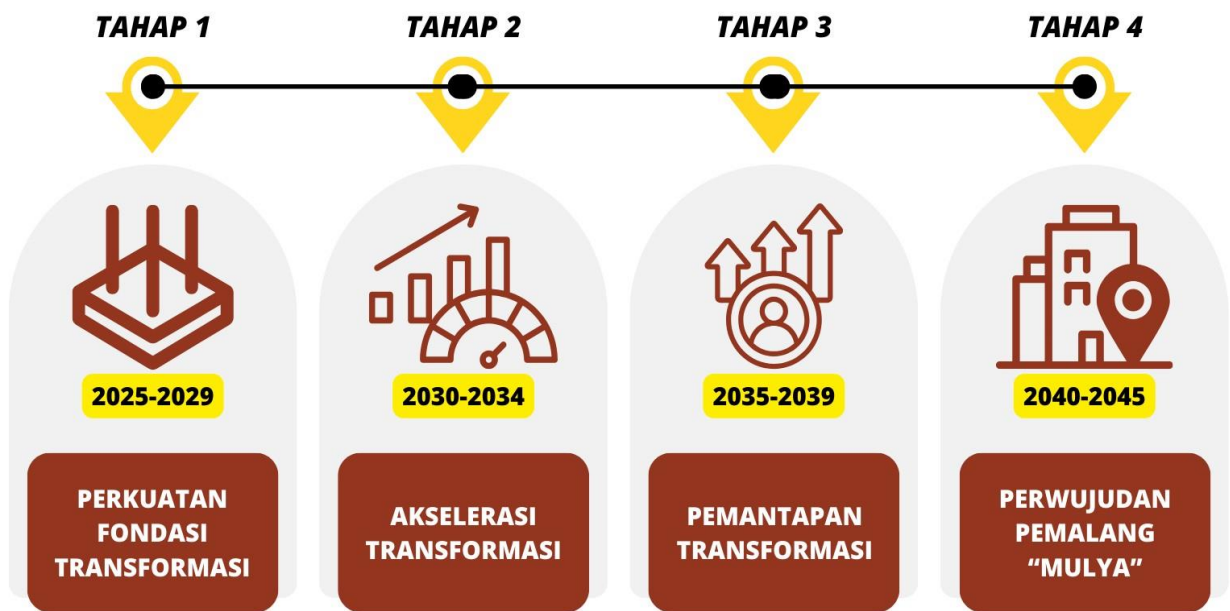 TAHAP 1
TAHAP 2
TAHAP 3
TAHAP 4
2025-2029
2030-2034
2035-2039
2040-2045
PERKUATAN
FONDASI
TRANSFORMASI
AKSELERASI
TRANSFORMASI
PEMANTAPAN
TRANSFORMASI
PERWUJUDAN
PEMALANG
“MULYA”